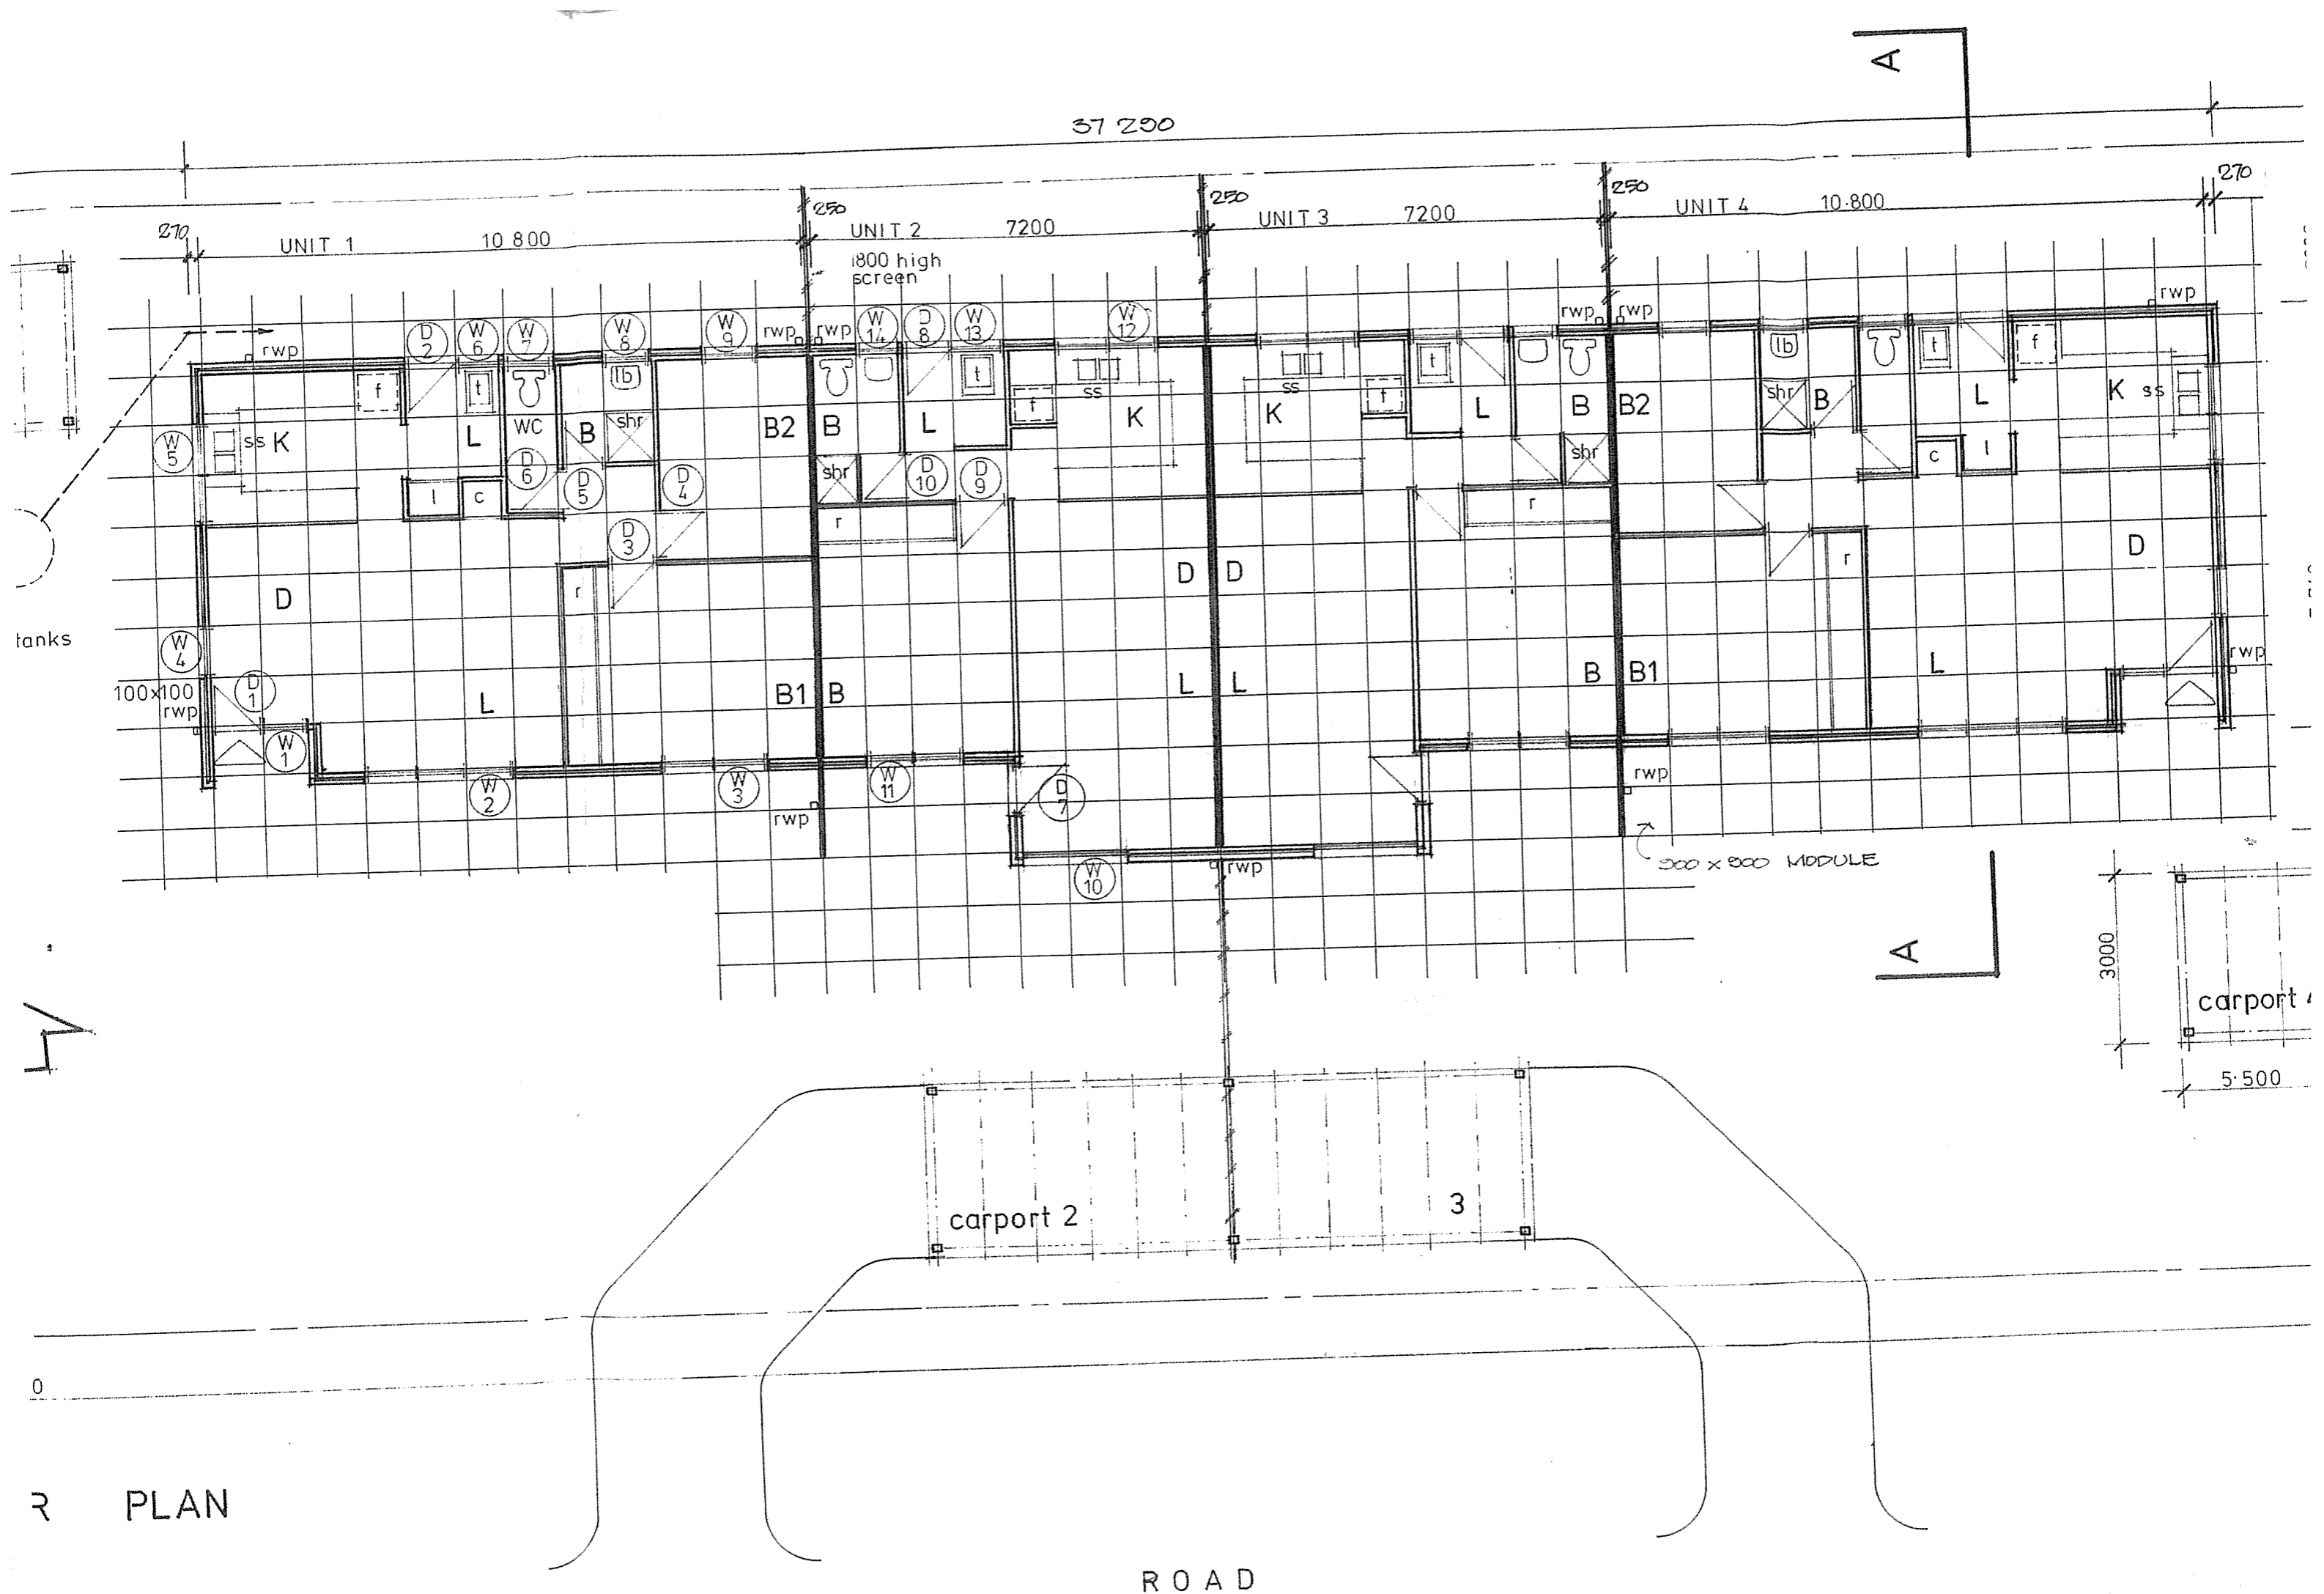 A
37 290
270
UNIT 1
10 800
250
UNIT 2
7200
250
UNIT 3
7200
250
UNIT 4
10·800
270
1800 high
screen
rwp
D
2
W
6
W
7
W
8
W
9
rwp
rwp
W
14
D
8
W
13
W
12
rwp
rwp
rwp
f
t
lb
t
f
ss
ss
f
t
lb
t
f
W
5
ss
K
L
WC
B
shr
B2
B
L
K
K
L
B
B2
shr
B
L
K
ss
l
c
D
6
D
5
D
4
shr
D
10
D
9
shr
c
l
r
r
D
3
r
r
D
D
D
D
tanks
W
4
100x100
rwp
D
1
W
1
L
B1
B
L
L
B
B1
L
rwp
W
2
W
3
rwp
W
11
D
7
W
10
rwp
rwp
900 x 900 MODULE
A
3000
carport
5·500
carport 2
3
0
R PLAN
ROAD